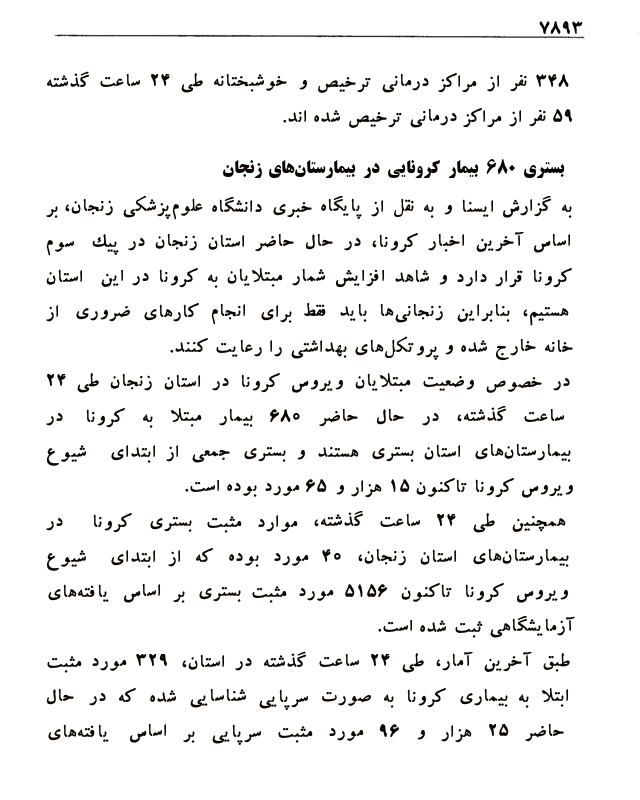 ۷۸۹۳
۳۴۸ نفر از مراکز درمانی ترخیص و خوشبختانه طی ۲۴ ساعت گذشته
۵۹ نفر از مراکز درمانی ترخیص شده اند.
بستری ۶۸۰ بیمار کرونایی در بیمارستان‌های زنجان
به گزارش ایسنا و به نقل از پایگاه خبری دانشگاه علوم‌پزشکی زنجان، بر
اساس آخرین اخبار کرونا، در حال حاضر استان زنجان در پیك سوم
کرونا قرار دارد و شاهد افزایش شمار مبتلایان به کرونا در این استان
هستیم، بنابراین زنجانی‌ها باید فقط برای انجام کارهای ضروری از
خانه خارج شده و پروتکل‌های بهداشتی را رعایت کنند.
در خصوص وضعیت مبتلایان ویروس کرونا در استان زنجان طی ۲۴
ساعت گذشته، در حال حاضر ۶۸۰ بیمار مبتلا به کرونا در
بیمارستان‌های استان بستری هستند و بستری جمعی از ابتدای شیوع
ویروس کرونا تاکنون ۱۵ هزار و ۶۵ مورد بوده است.
همچنین طی ۲۴ ساعت گذشته، موارد مثبت بستری کرونا در
بیمارستان‌های استان زنجان، ۴۰ مورد بوده که از ابتدای شیوع
ویروس کرونا تاکنون ۵۱۵۶ مورد مثبت بستری بر اساس یافته‌های
آزمایشگاهی ثبت شده است.
طبق آخرین آمار، طی ۲۴ ساعت گذشته در استان، ۳۲۹ مورد مثبت
ابتلا به بیماری کرونا به صورت سرپایی شناسایی شده که در حال
حاضر ۲۵ هزار و ۹۶ مورد مثبت سرپایی بر اساس یافته‌های